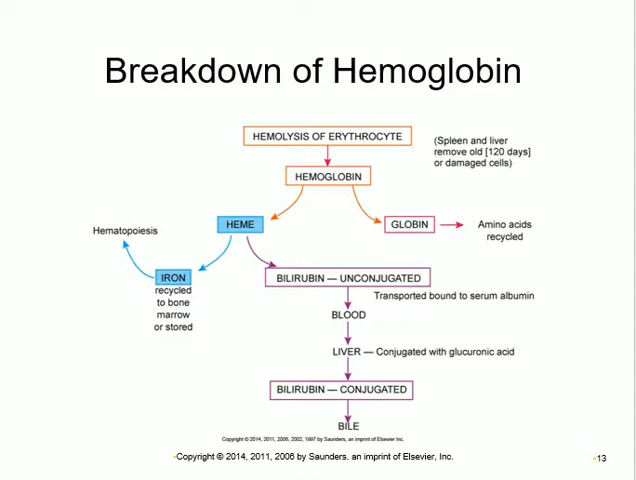 Breakdown of Hemoglobin
HEMOLYSIS OF ERYTHROCYTE
(Spleen and liver
remove old [120 days]
or damaged cells)
HEMOGLOBIN
HEME
GLOBIN
Amino acids
recycled
Hematopoiesis
IRON
recycled
to bone
marrow
or stored
BILIRUBIN — UNCONJUGATED
Transported bound to serum albumin
BLOOD
LIVER — Conjugated with glucuronic acid
BILIRUBIN — CONJUGATED
BILE
Copyright © 2014, 2011, 2006, 2002, 1997 by Saunders, an imprint of Elsevier Inc.
•Copyright © 2014, 2011, 2006 by Saunders, an imprint of Elsevier, Inc.
•13